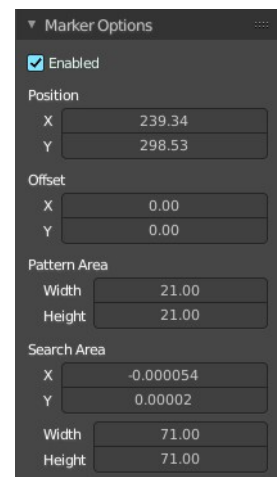 Marker Options
Enabled
Position
X 239.34
Y 298.53
Offset
X 0.00
Y 0.00
Pattern Area
Width 21.00
Height 21.00
Search Area
X -0.000054
Y 0.00002
Width 71.00
Height 71.00